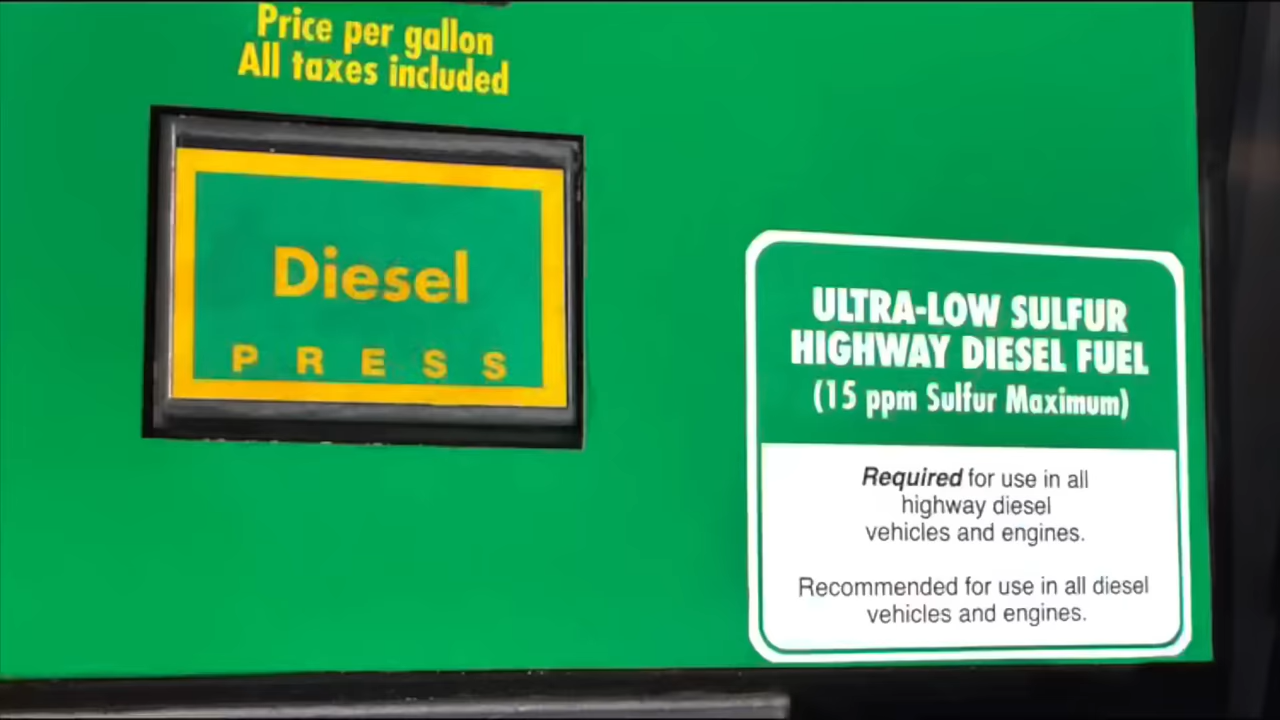 Price per gallon
All taxes included
Diesel
PRESS
ULTRA-LOW SULFUR
HIGHWAY DIESEL FUEL
(15 ppm Sulfur Maximum)
Required for use in all
highway diesel
vehicles and engines.
Recommended for use in all diesel
vehicles and engines.